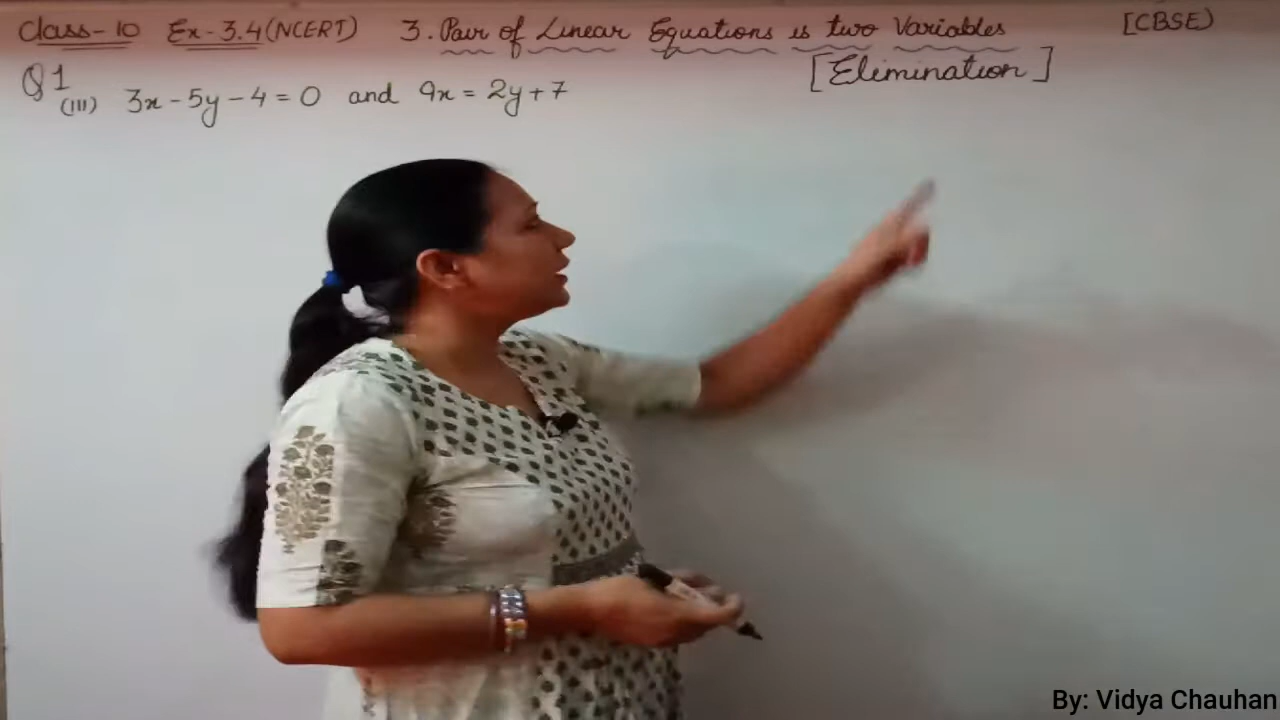 Class-10 Ex-3.4(NCERT) 3. Pair of Linear Equations is two Variables [CBSE)
[Elimination]
Q1
(III) 3x - 5y - 4 = 0 and 9x = 2y + 7
By: Vidya Chauhan